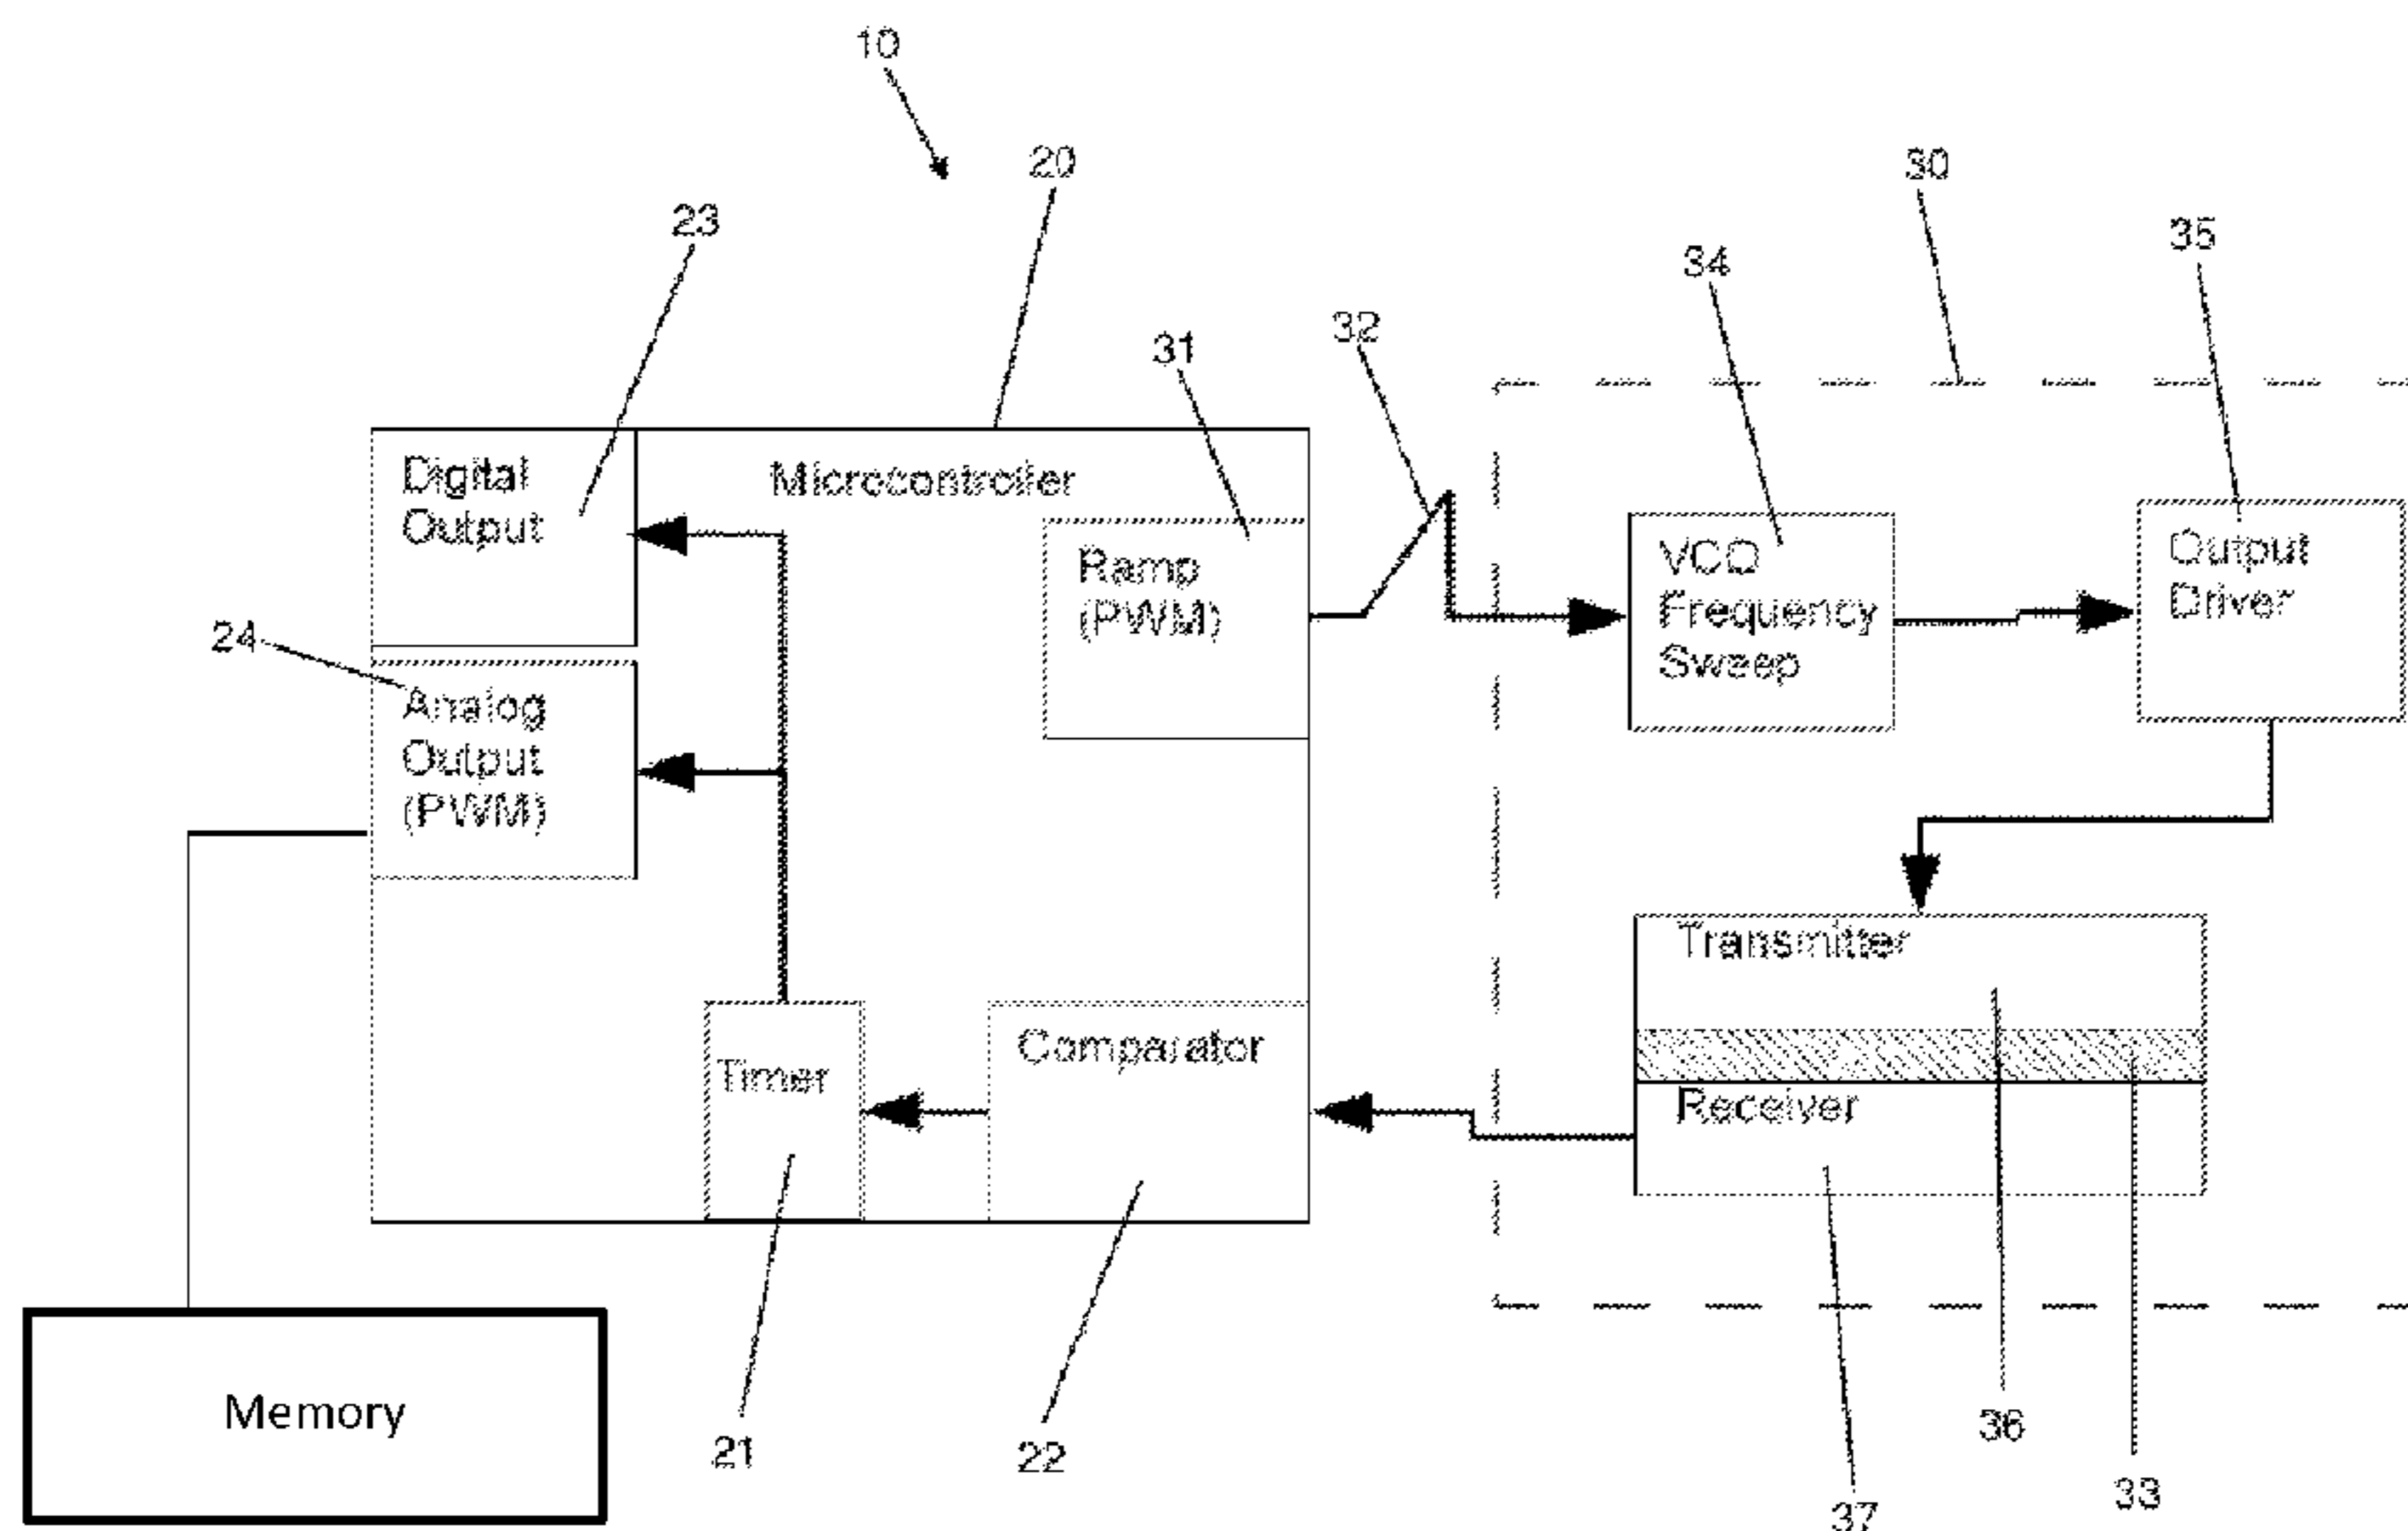 10
20
30
23
35
34
32
31
Digital
Output
Microcontroller
Ramp
(PWM)
VCO
Frequency
Sweep
Output
Driver
24
Analog
Output
(PWM)
Transmitter
Timer
Comparator
Receiver
Memory
21
22
36
33
37